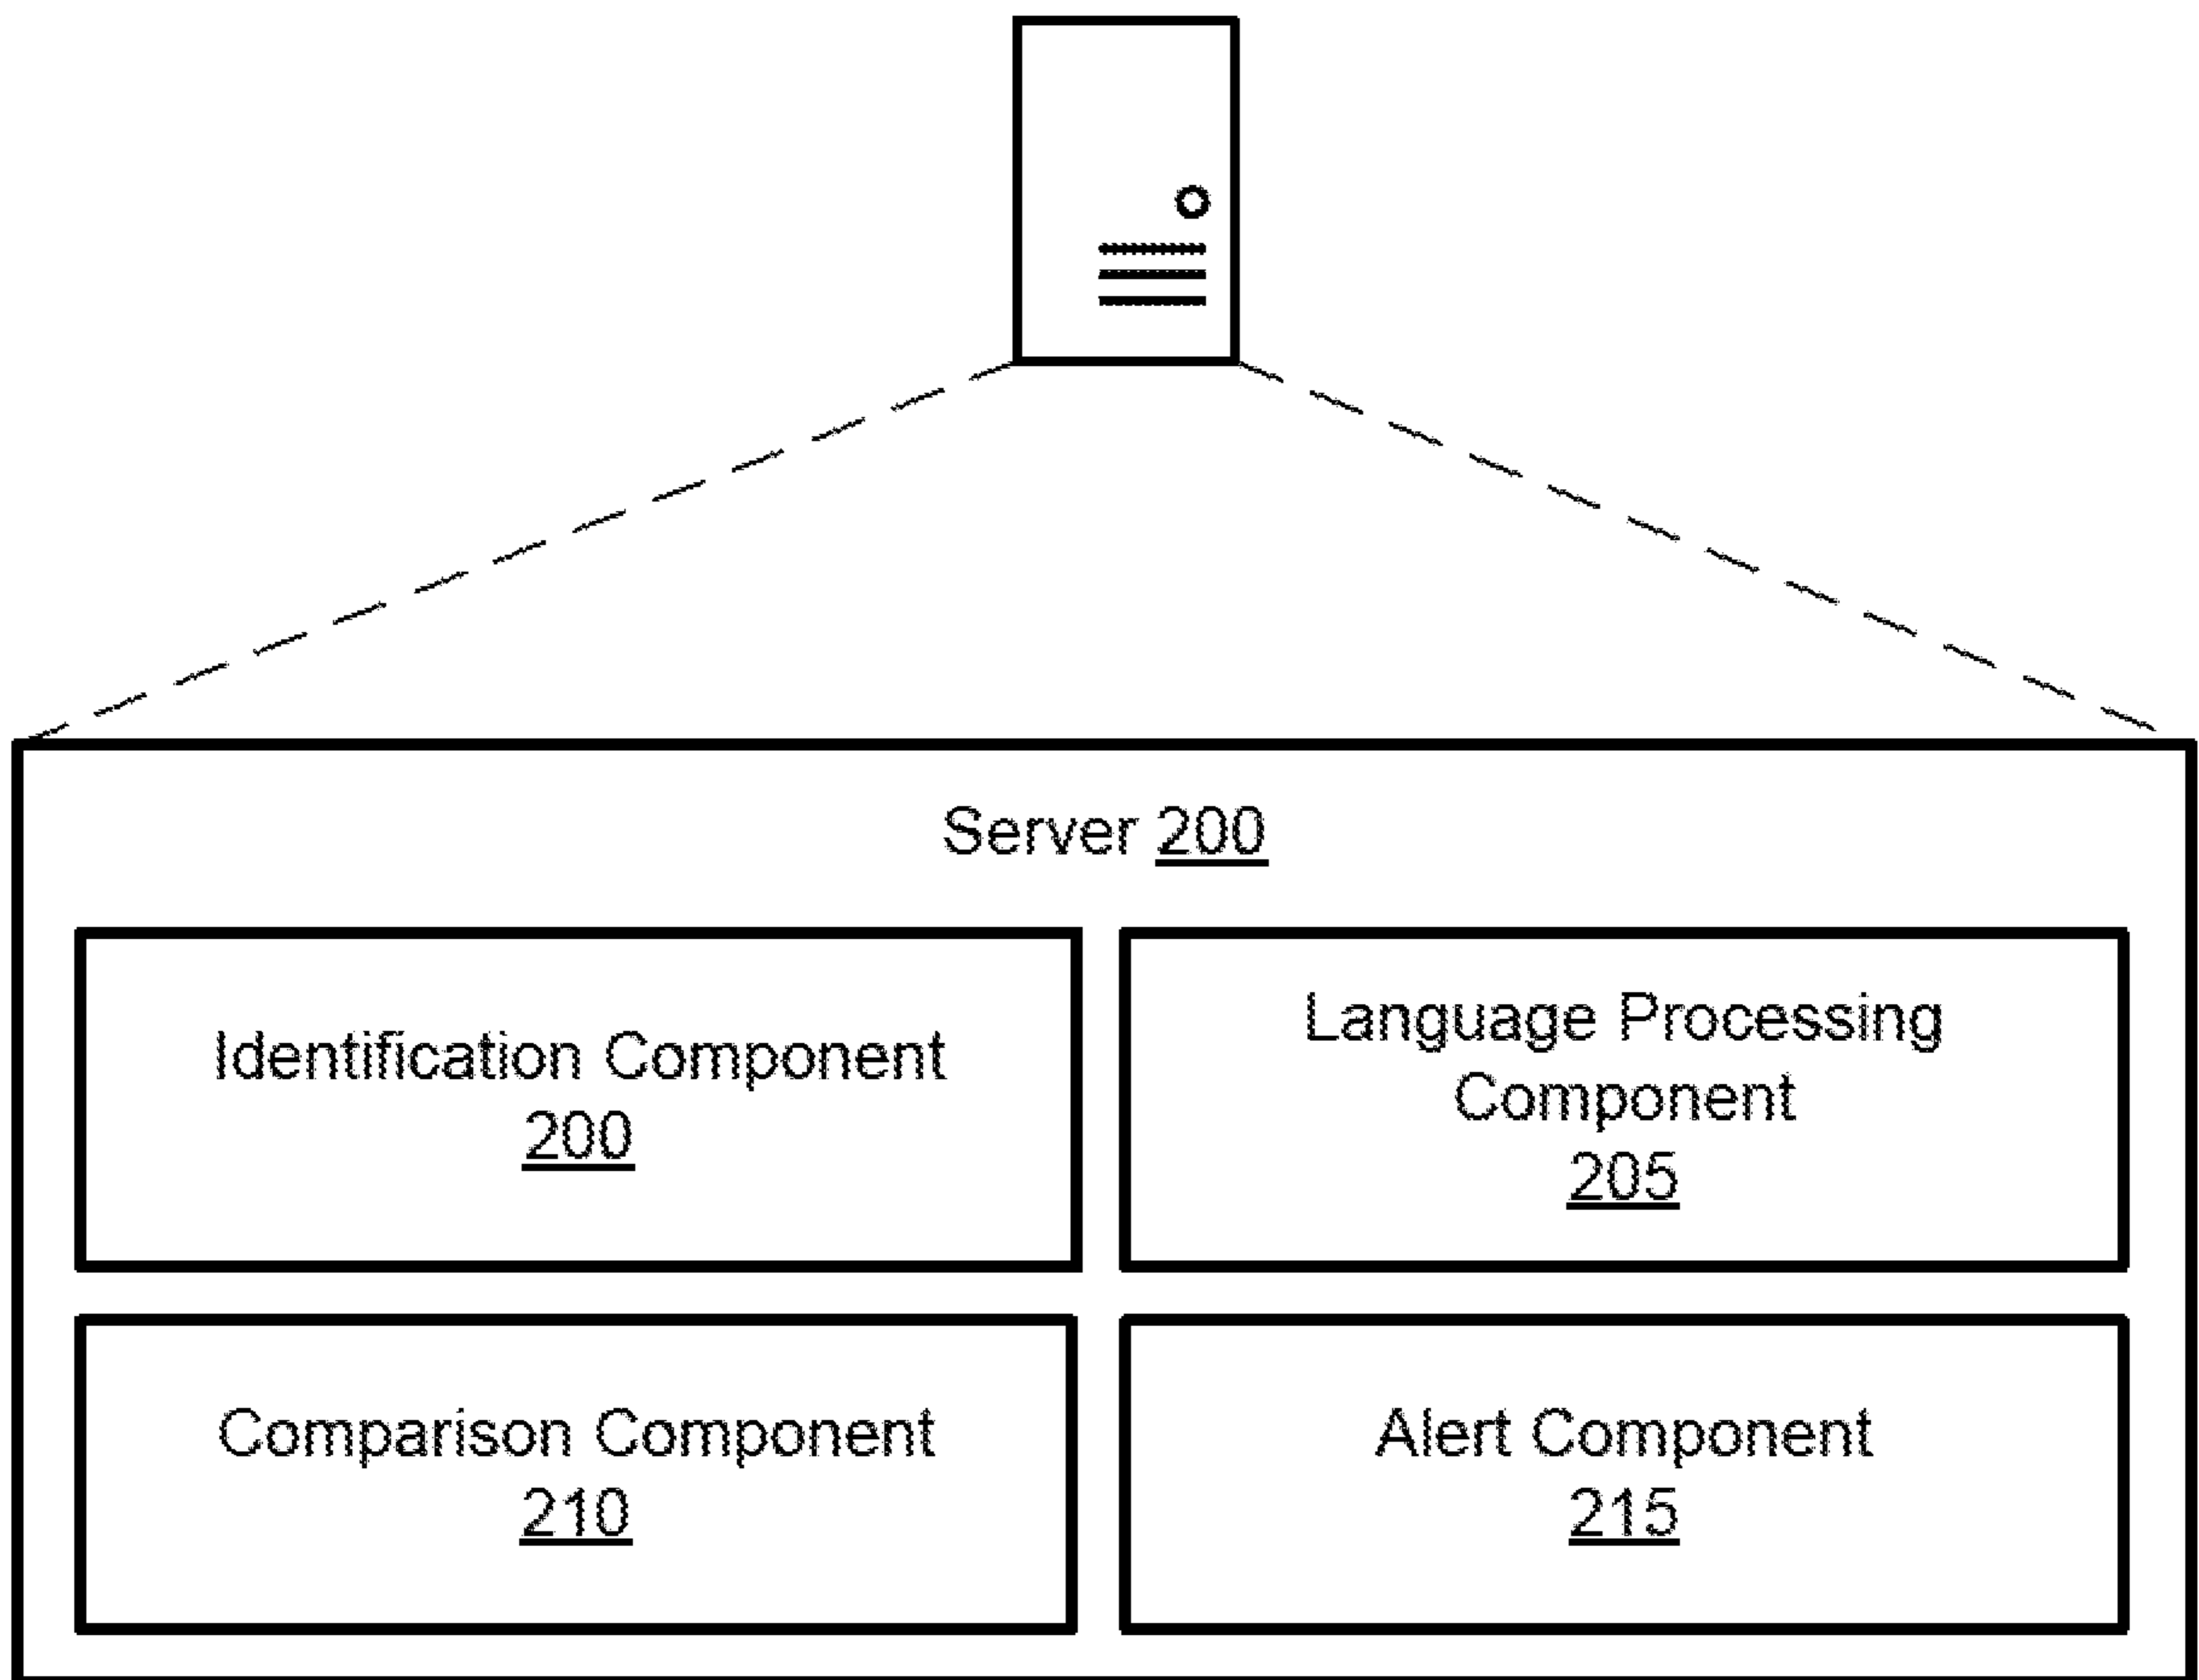 Server 200
Identification Component
200
Language Processing
Component
205
Comparison Component
210
Alert Component
215